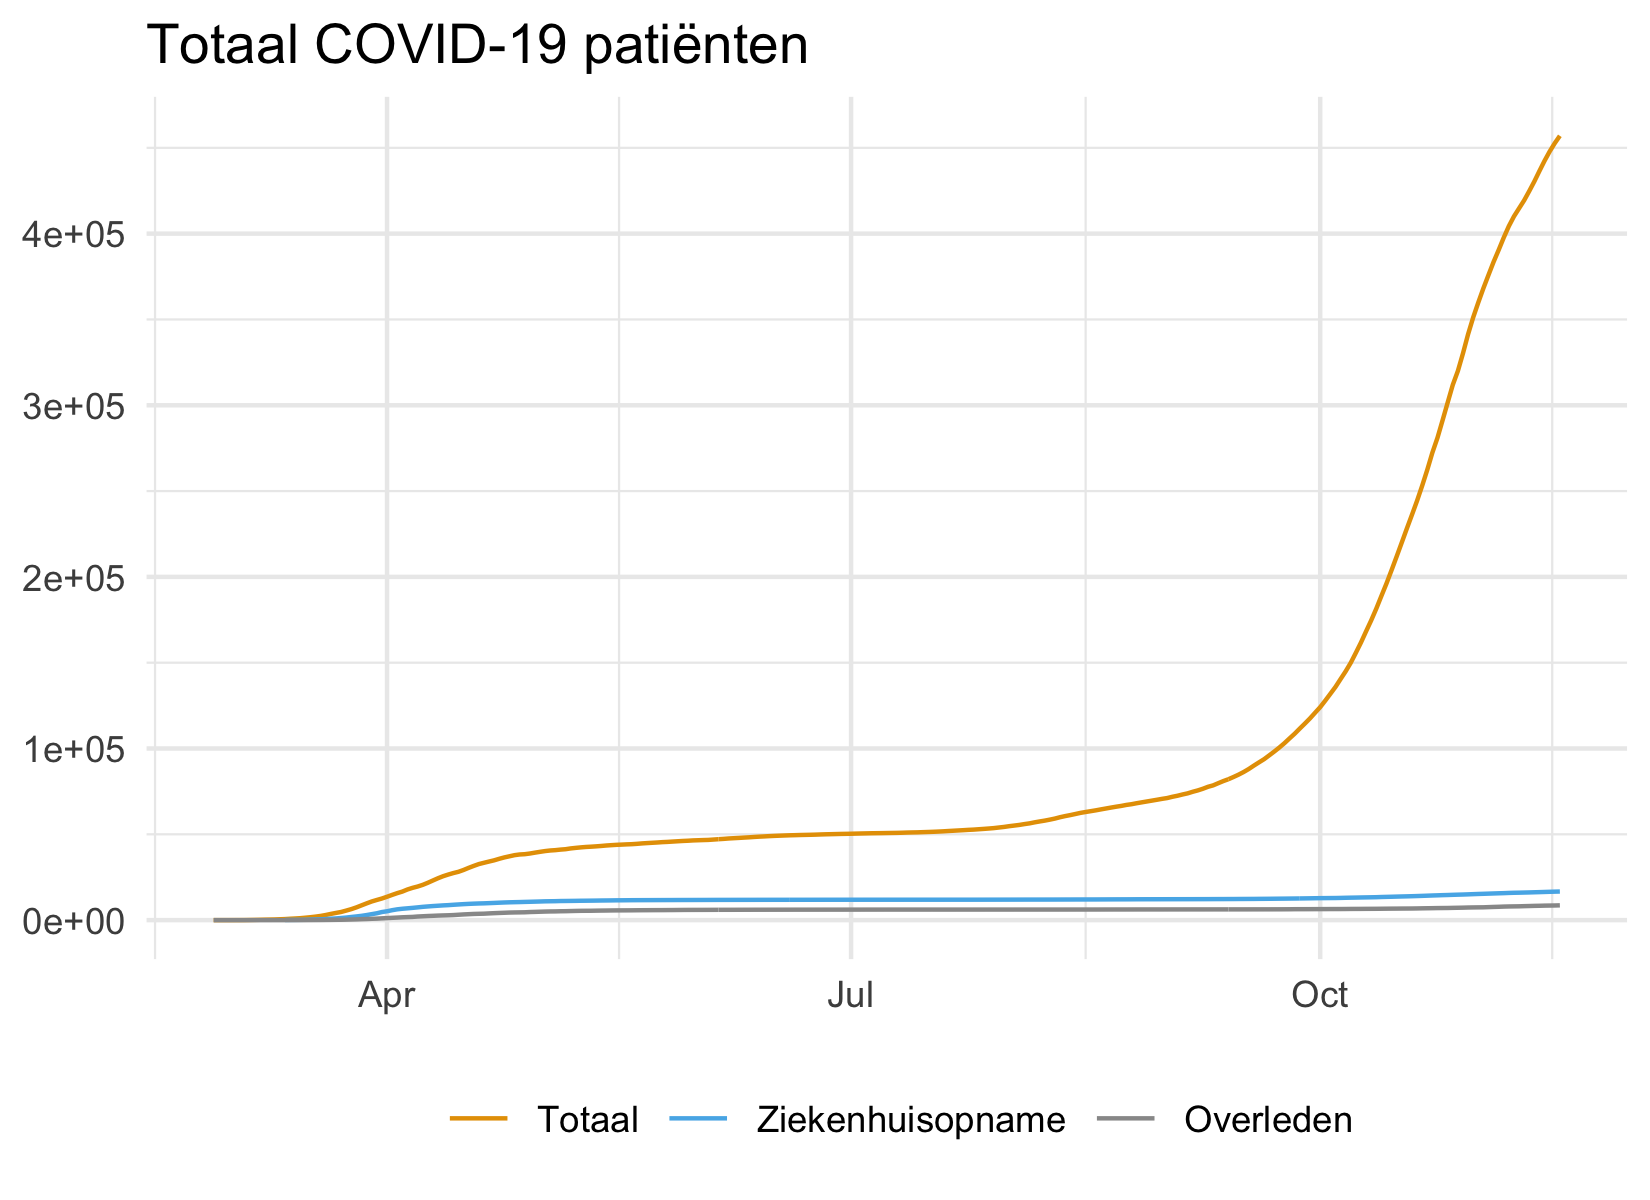 Totaal COVID-19 patiënten
4e+05
3e+05
2e+05
1e+05
0e+00
Apr Jul Oct
Totaal Ziekenhuisopname Overleden